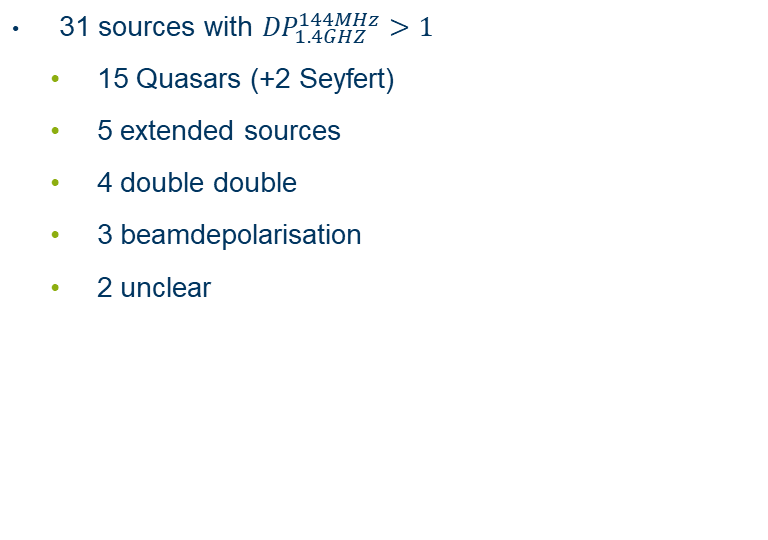 • 31 sources with $DP_{1.4GHZ}^{144MHz} > 1$
• 15 Quasars (+2 Seyfert)
• 5 extended sources
• 4 double double
• 3 beamdepolarisation
• 2 unclear